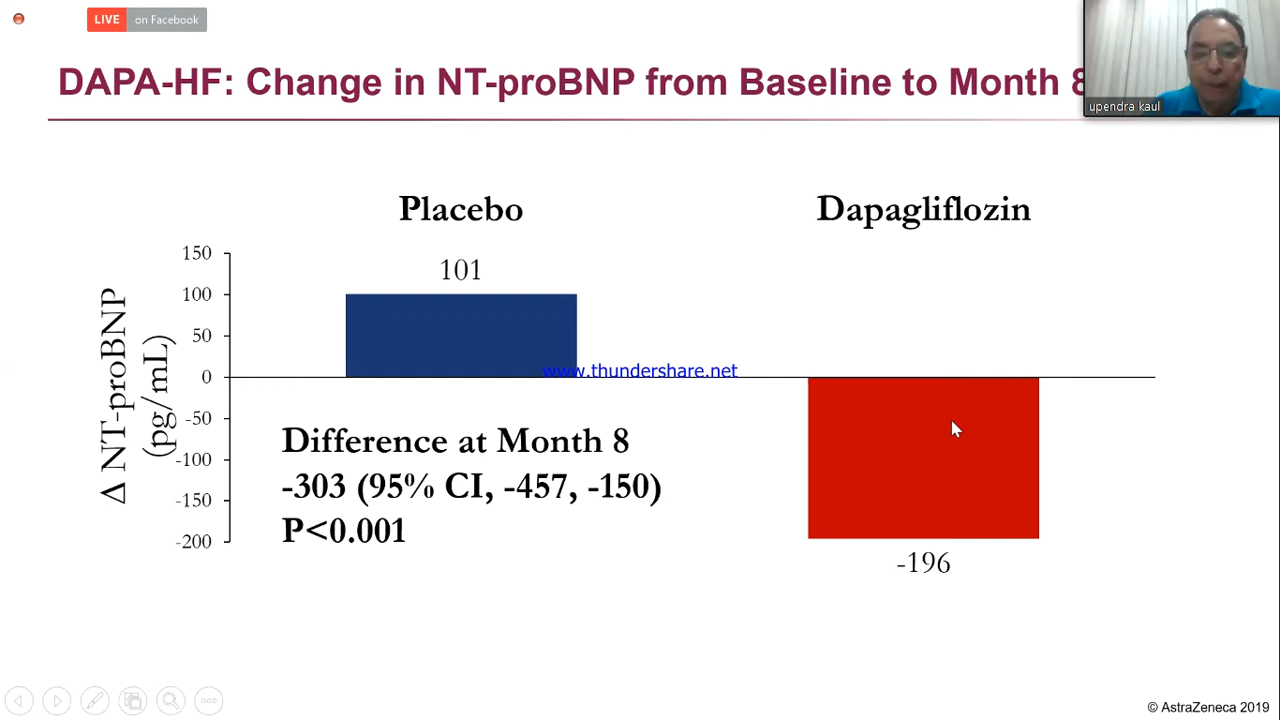 LIVE on Facebook
DAPA-HF: Change in NT-proBNP from Baseline to Month 8
upendra kaul
Placebo
Dapagliflozin
Δ NT-proBNP
(pg/mL)
150
100
50
0
-50
-100
-150
-200
101
www.thundershare.net
Difference at Month 8
-303 (95% CI, -457, -150)
P<0.001
-196
© AstraZeneca 2019